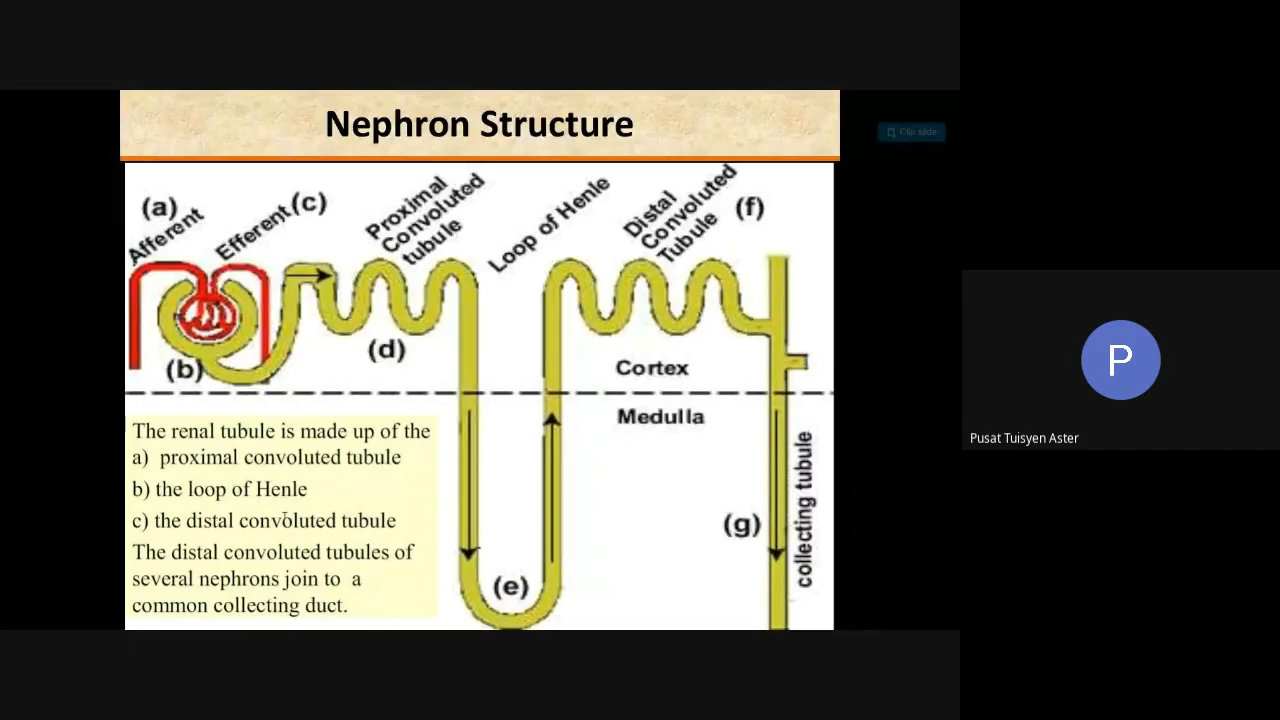 Nephron Structure
Clip slide
(a)
Afferent
Efferent
(c)
Proximal
Convoluted
tubule
Loop of Henle
Distal
Convoluted
Tubule
(f)
(b)
(d)
Cortex
Medulla
The renal tubule is made up of the
a) proximal convoluted tubule
b) the loop of Henle
c) the distal convoluted tubule
The distal convoluted tubules of
several nephrons join to a
common collecting duct.
(e)
(g)
collecting tubule
P
Pusat Tuisyen Aster